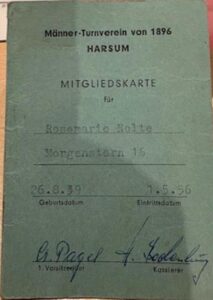 Männer-Turnverein von 1896
HARSUM
MITGLIEDSKARTE
für
Rosemarie Nolte
Morgenstern 16
26.8.39 1.5.56
Geburtsdatum Eintrittsdatum
1. Vorsitzender Kassierer